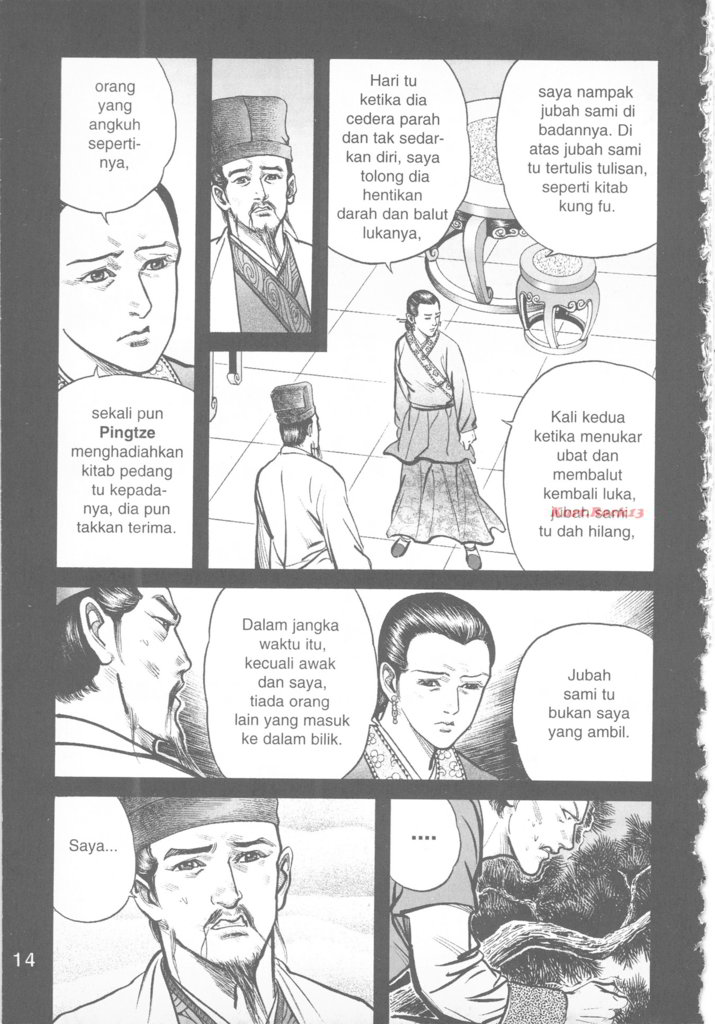 orang
yang
angkuh
seperti-
nya,
sekali pun
Pingtze
menghadiahkan
kitab pedang
tu kepada-
nya, dia pun
takkan terima.
Hari tu
ketika dia
cedera parah
dan tak sedar-
kan diri, saya
tolong dia
hentikan
darah dan balut
lukanya,
saya nampak
jubah sami di
badannya. Di
atas jubah sami
tu tertulis tulisan,
seperti kitab
kung fu.
Kali kedua
ketika menukar
ubat dan
membalut
kembali luka,
jubah sami
tu dah hilang,
Dalam jangka
waktu itu,
kecuali awak
dan saya,
tiada orang
lain yang masuk
ke dalam bilik.
Jubah
sami tu
bukan saya
yang ambil.
Saya...
....
14